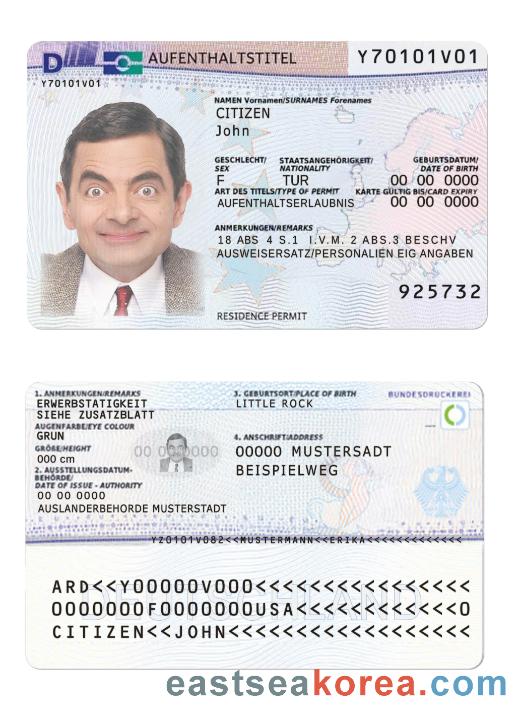 D AUFENTHALTSTITEL Y70101V01
Y70101V01
NAMEN Vornamen/SURNAMES Forenames
CITIZEN
John
GESCHLECHT/ STAATSANGEHÖRIGKEIT/ GEBURTSDATUM/
SEX NATIONALITY DATE OF BIRTH
F TUR 00 00 0000
ART DES TITELS/TYPE OF PERMIT KARTE GÜLTIG BIS/CARD EXPIRY
AUFENTHALTSERLAUBNIS 00 00 0000
ANMERKUNGEN/REMARKS
18 ABS 4 S.1 I.V.M. 2 ABS.3 BESCHV
AUSWEISERSATZ/PERSONALIEN EIG ANGABEN
925732
RESIDENCE PERMIT
1. ANMERKUNGEN/REMARKS 3. GEBURTSORT/PLACE OF BIRTH BUNDESDRUCKEREI
ERWERBSTATIGKEIT LITTLE ROCK
SIEHE ZUSATZBLATT
AUGENFARBE/EYE COLOUR
GRUN 4. ANSCHRIFT/ADDRESS
GRÖßE/HEIGHT 00 00 0000 00000 MUSTERSADT
000 cm BEISPIELWEG
2. AUSSTELLUNGSDATUM-
BEHÖRDE/
DATE OF ISSUE - AUTHORITY
00 00 0000
AUSLANDERBEHORDE MUSTERSTADT
YZ0101V082<<MUSTERMANN<<ERIKA<<<<<<<<<<<<<
DEUTSCHLAND
ARD<<Y00000V000<<<<<<<<<<<<<<<
0000000F0000000USA<<<<<<<<<<<0
CITIZEN<<JOHN<<<<<<<<<<<<<<<<<
eastseakorea.com